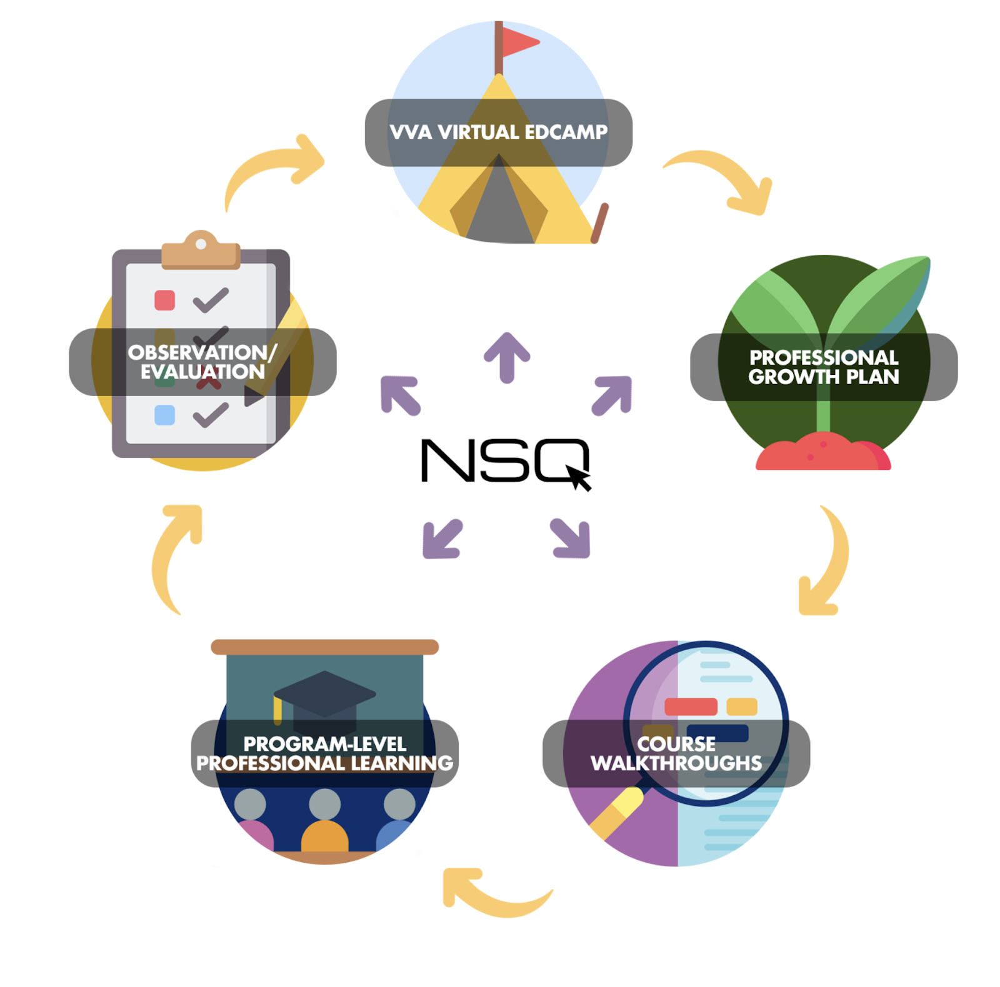 VVA VIRTUAL EDCAMP
OBSERVATION/
EVALUATION
PROFESSIONAL
GROWTH PLAN
NSQ
PROGRAM-LEVEL
PROFESSIONAL LEARNING
COURSE
WALKTHROUGHS